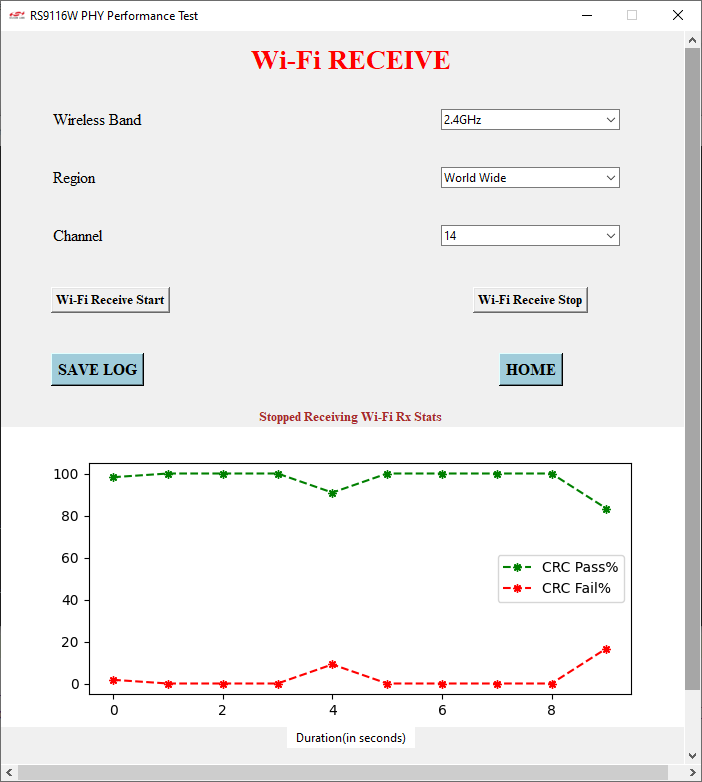 RS9116W PHY Performance Test
Wi-Fi RECEIVE
Wireless Band 2.4GHz
Region World Wide
Channel 14
Wi-Fi Receive Start Wi-Fi Receive Stop
SAVE LOG HOME
Stopped Receiving Wi-Fi Rx Stats
100
80
60
40
20
0
CRC Pass%
CRC Fail%
0 2 4 6 8
Duration(in seconds)